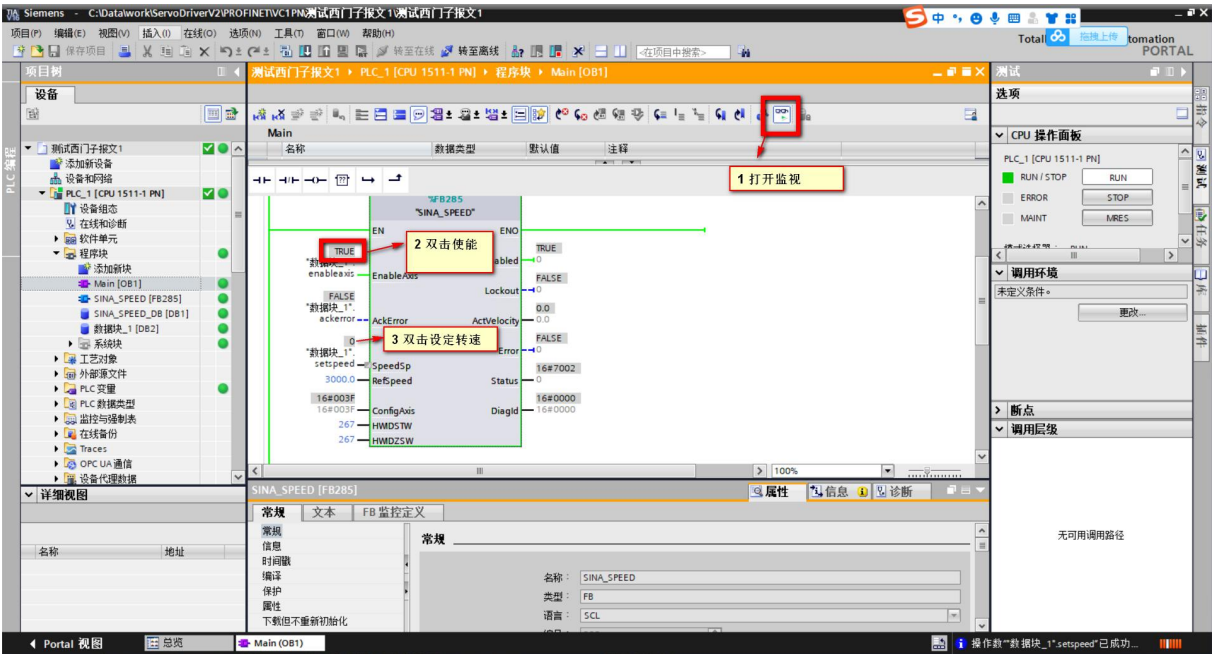 Siemens - C:\Data\work\ServoDriverV2\PROFINET\VC1PN\测试西门子报文1\测试西门子报文1
项目(P) 编辑(E) 视图(V) 插入(I) 在线(O) 选项(N) 工具(T) 窗口(W) 帮助(H)
中
拖拽上传
保存项目
转至在线
转至离线
<在项目中搜索>
PORTAL
项目树
测试西门子报文1 ▸ PLC_1 [CPU 1511-1 PN] ▸ 程序块 ▸ Main [OB1]
测试
设备
选项
PLC 编程
测试西门子报文1
添加新设备
设备和网络
PLC_1 [CPU 1511-1 PN]
设备组态
在线和诊断
软件单元
程序块
添加新块
Main [OB1]
SINA_SPEED [FB285]
SINA_SPEED_DB [DB1]
数据块_1 [DB2]
系统块
工艺对象
外部源文件
PLC 变量
PLC 数据类型
监控与强制表
在线备份
Traces
OPC UA 通信
设备代理数据
详细视图
名称 地址
Main
名称 数据类型 默认值 注释
1 打开监视
%FB285
"SINA_SPEED"
EN ENO
2 双击使能
TRUE
enableaxis EnableAxis
TRUE
FALSE
Lockout 0
FALSE
"数据块_1".
ackerror AckError
0.0
ActVelocity 0.0
3 双击设定转速
0
"数据块_1".
setspeed SpeedSp
FALSE
Error 0
3000.0 RefSpeed
16#7002
Status 0
16#003F
16#003F ConfigAxis
16#0000
DiagId 16#0000
267 HWIDSTW
267 HWIDZSW
100%
SINA_SPEED [FB285]
属性 信息 诊断
常规 文本 FB 监控定义
常规
信息
时间戳
编译
保护
属性
下载但不重新初始化
常规
名称: SINA_SPEED
类型: FB
语言: SCL
CPU 操作面板
PLC_1 [CPU 1511-1 PN]
RUN / STOP RUN
ERROR STOP
MAINT MRES
调用环境
未定义条件。
更改...
断点
调用层级
无可用调用路径
任务
Portal 视图 总览 Main (OB1)
操作数"“数据块_1".setspeed"已成功...